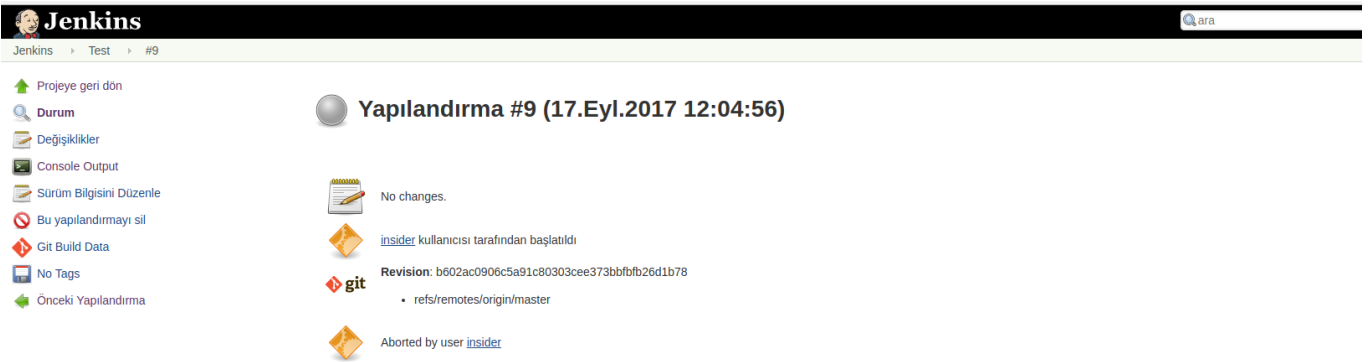 Jenkins
ara
Jenkins Test #9
Projeye geri dön
Durum
Değişiklikler
Console Output
Sürüm Bilgisini Düzenle
Bu yapılandırmayı sil
Git Build Data
No Tags
Önceki Yapılandırma
Yapılandırma #9 (17.Eyl.2017 12:04:56)
No changes.
insider kullanıcısı tarafından başlatıldı
git
Revision: b602ac0906c5a91c80303cee373bbfbfb26d1b78
• refs/remotes/origin/master
Aborted by user insider